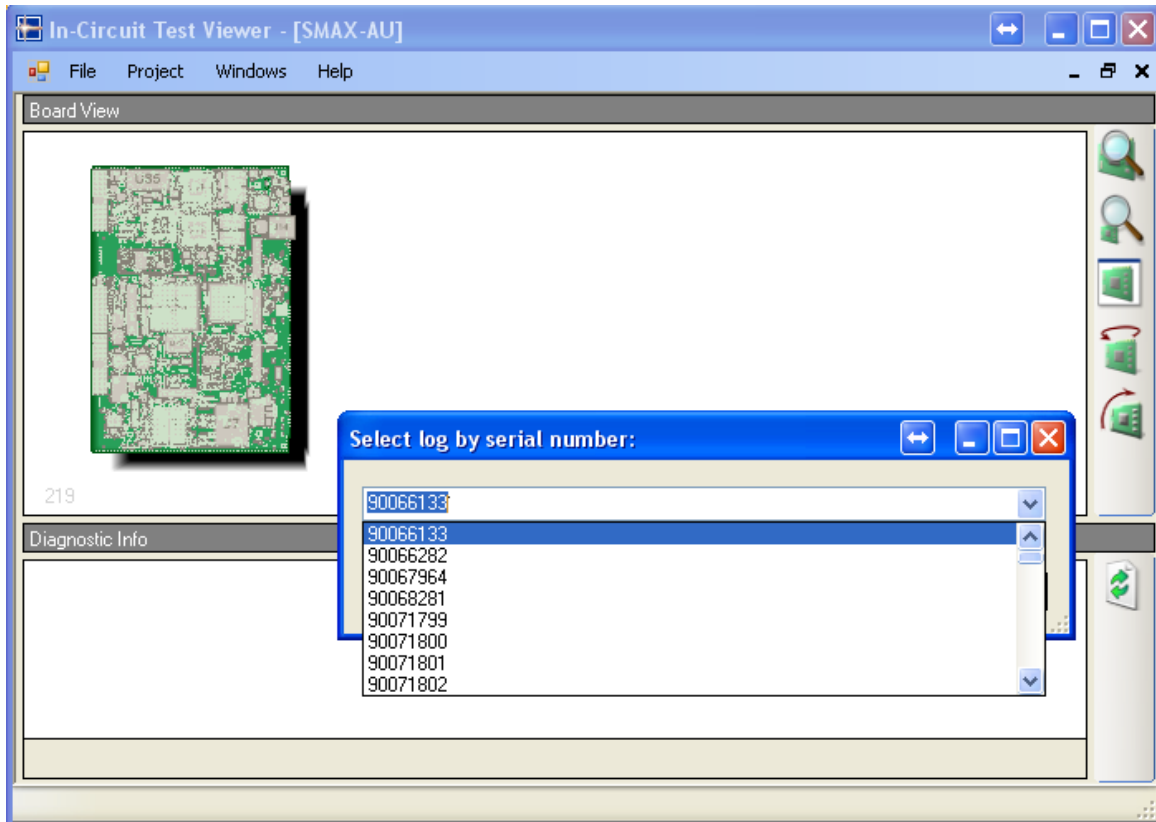 In-Circuit Test Viewer - [SMAX-AU]
File Project Windows Help
Board View
U35
219
Select log by serial number:
90066133
Diagnostic Info
90066133
90066282
90067964
90068281
90071799
90071800
90071801
90071802